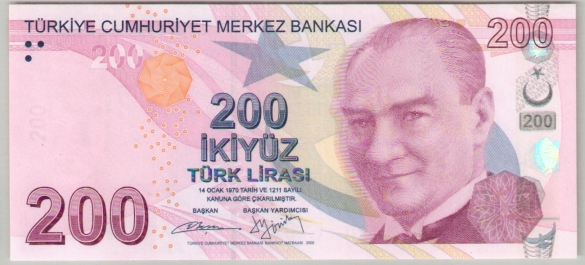 TÜRKİYE CUMHURİYET MERKEZ BANKASI
200
200
200
200
İKİYÜZ
TÜRK LİRASI
14 OCAK 1970 TARİH VE 1211 SAYILI
KANUNA GÖRE ÇIKARILMIŞTIR.
BAŞKAN BAŞKAN YARDIMCISI
200
TÜRKİYE CUMHURİYET MERKEZ BANKASI BANKNOT MATBAASI 2009